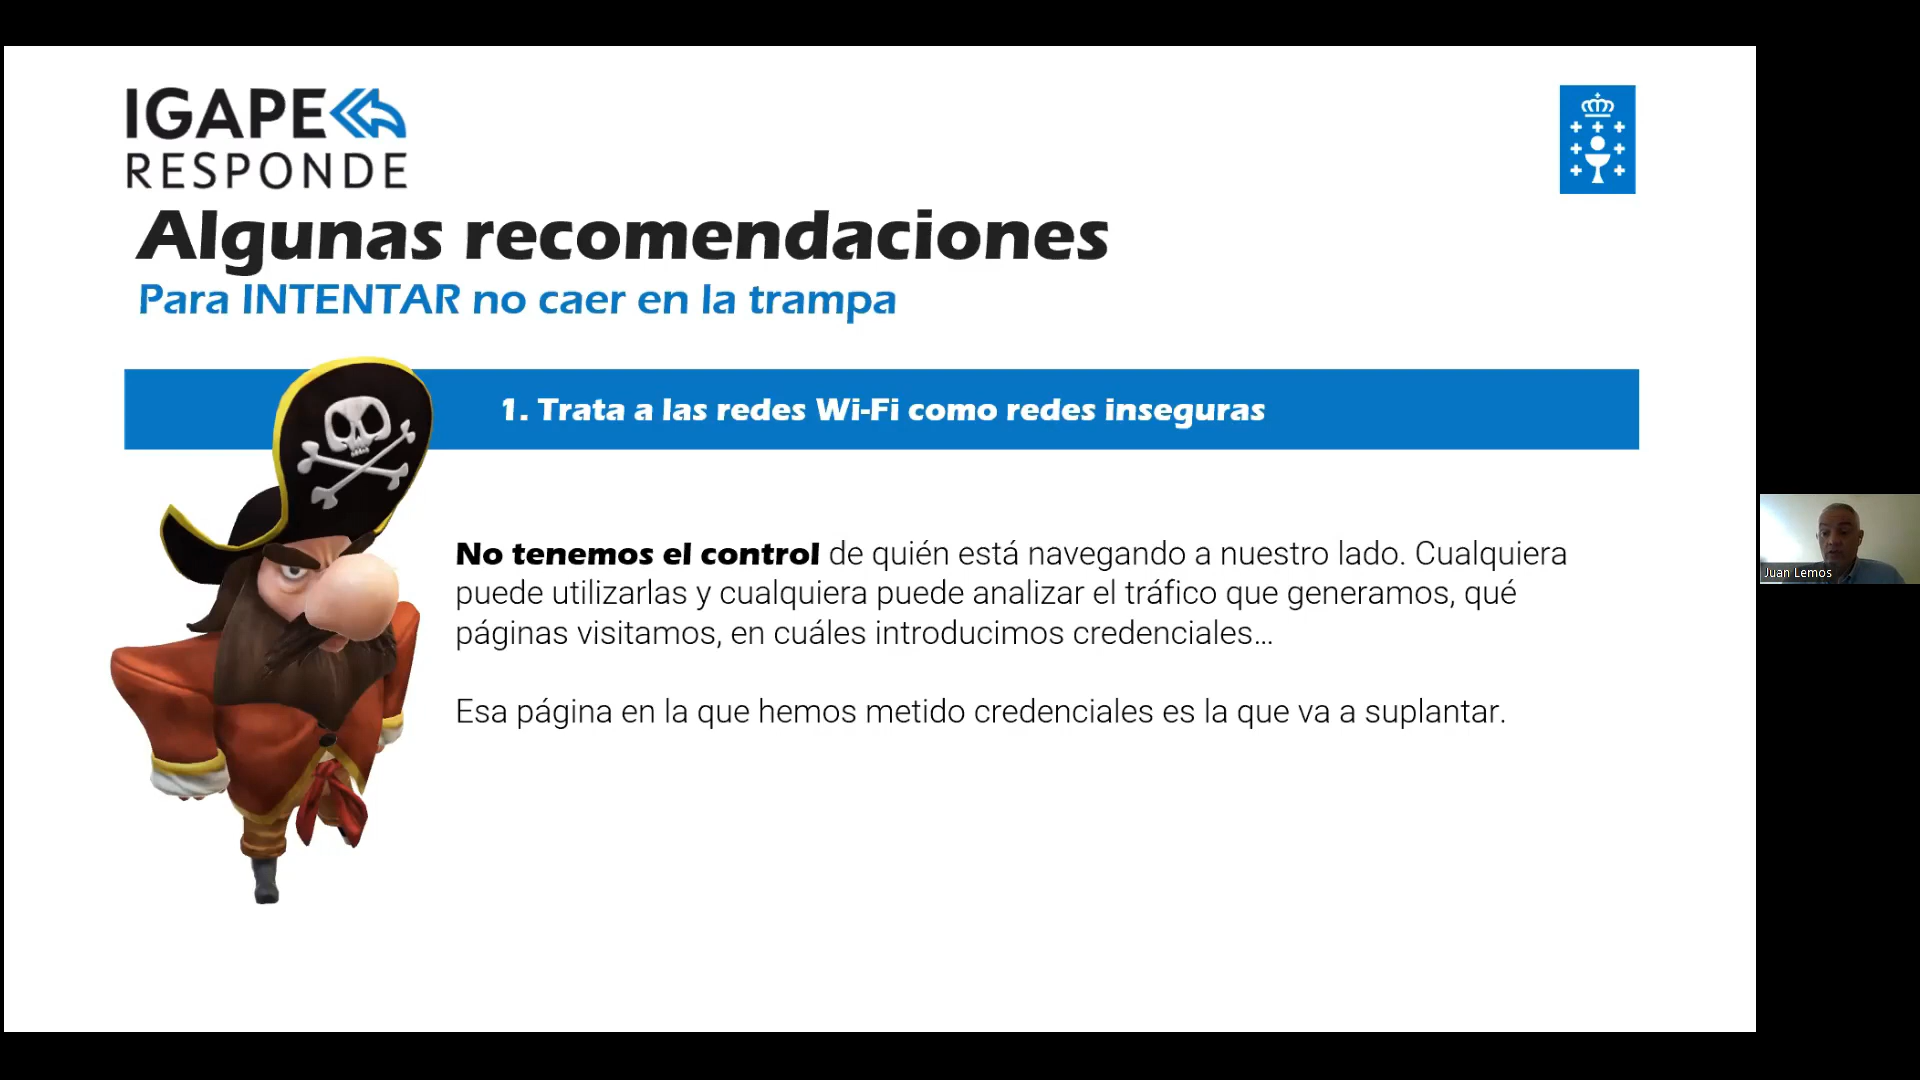 IGAPE
RESPONDE
Algunas recomendaciones
Para INTENTAR no caer en la trampa
1. Trata a las redes Wi-Fi como redes inseguras
No tenemos el control de quién está navegando a nuestro lado. Cualquiera
puede utilizarlas y cualquiera puede analizar el tráfico que generamos, qué
páginas visitamos, en cuáles introducimos credenciales...
Esa página en la que hemos metido credenciales es la que va a suplantar.
Juan Lemos